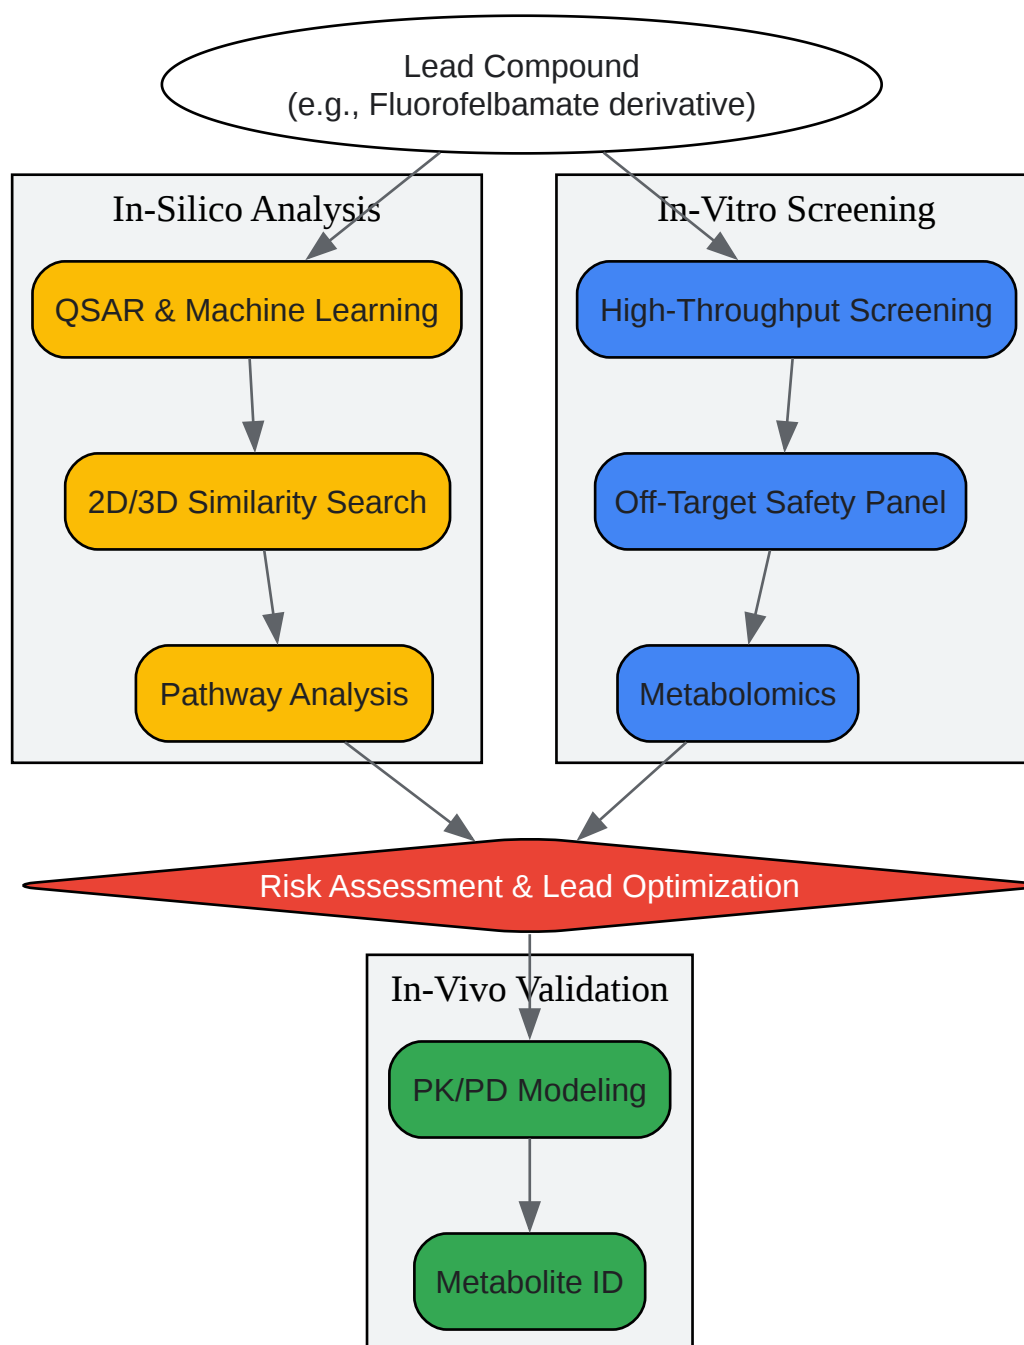 Lead Compound
(e.g., Fluorofelbamate derivative)
In-Silico Analysis
QSAR & Machine Learning
2D/3D Similarity Search
Pathway Analysis
In-Vitro Screening
High-Throughput Screening
Off-Target Safety Panel
Metabolomics
Risk Assessment & Lead Optimization
In-Vivo Validation
PK/PD Modeling
Metabolite ID